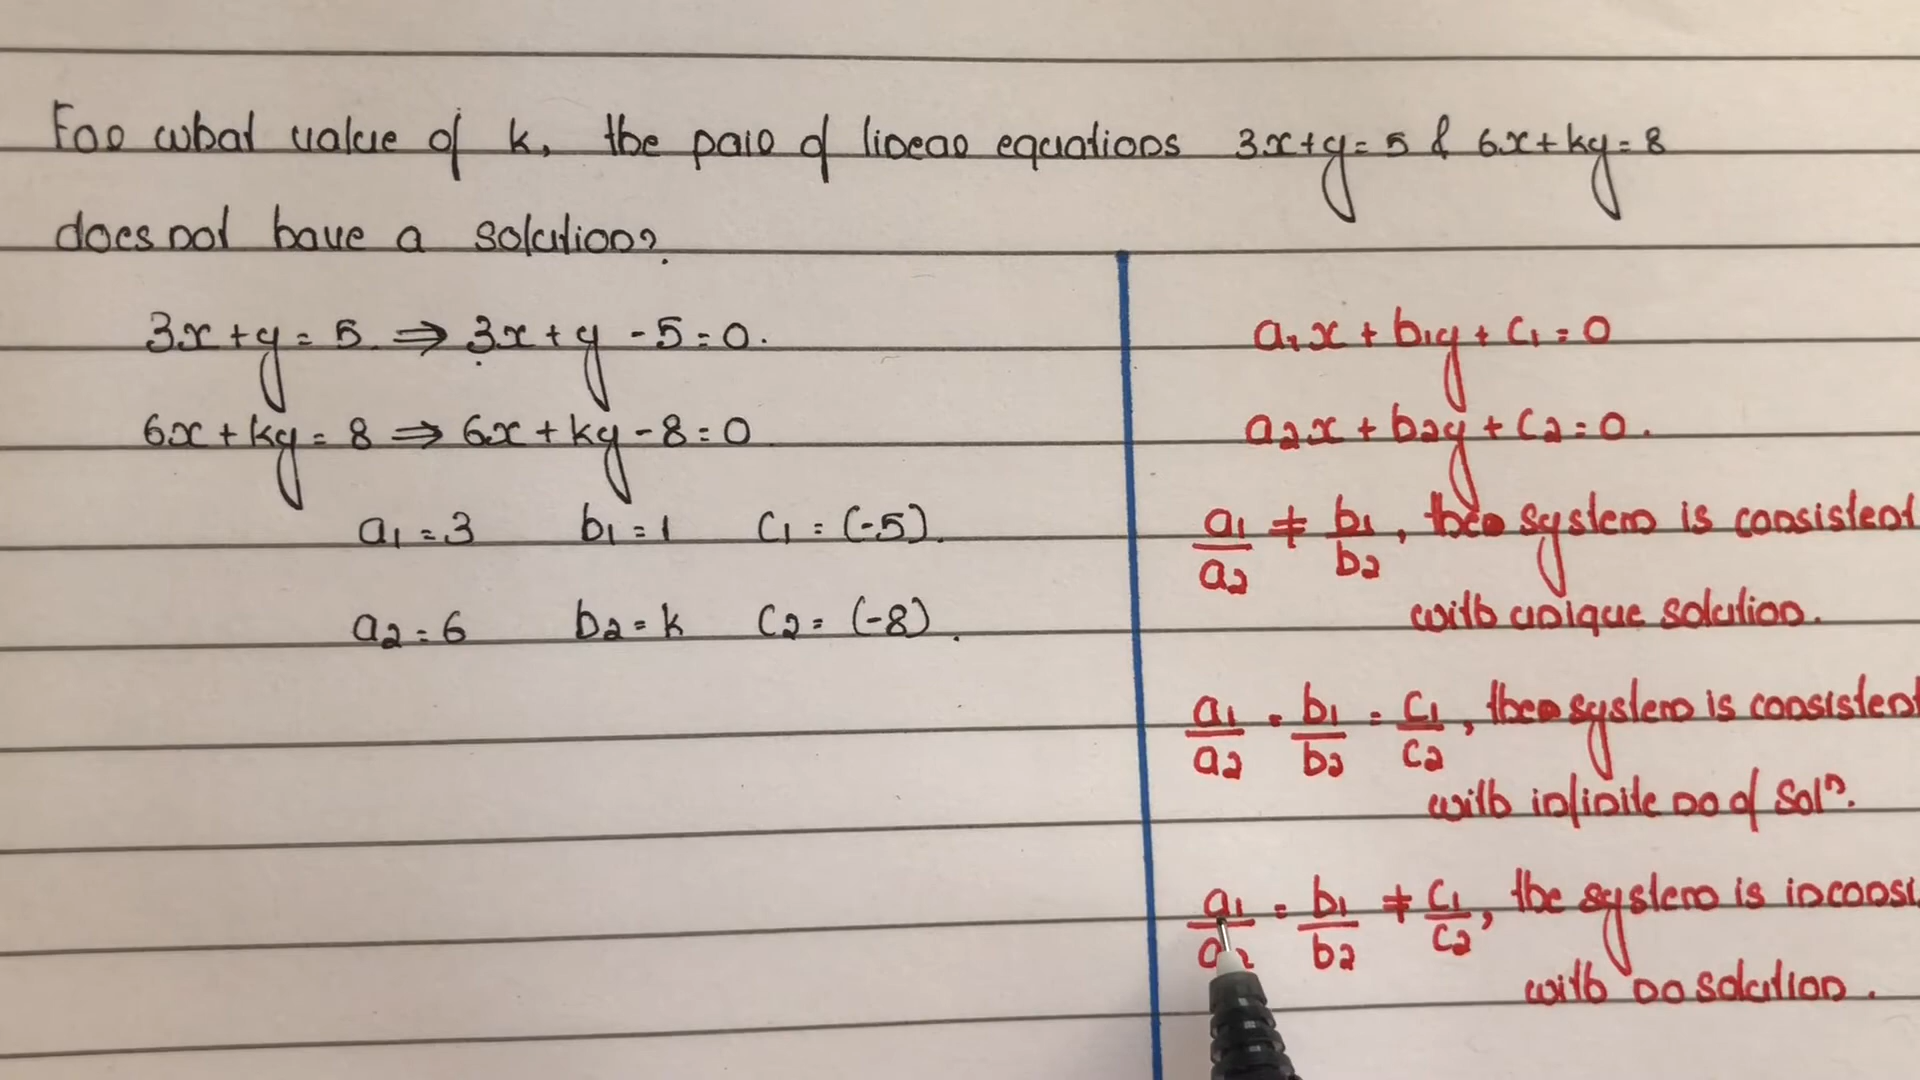 For what value of k, the pair of linear equations 3x+y=5 & 6x+ky=8
does not have a solution?
3x+y=5. ⇒ 3x+y-5=0.
6x+ky=8 ⇒ 6x+ky-8=0
a₁=3 b₁=1 c₁=(-5).
a₂=6 b₂=k c₂=(-8).
a₁x+b₁y+c₁=0
a₂x+b₂y+c₂=0.
a₁/a₂ ≠ b₁/b₂, the system is consistent
with unique solution.
a₁/a₂ = b₁/b₂ = c₁/c₂, the system is consistent
with infinite no of solⁿ.
a₁/a₂ = b₁/b₂ ≠ c₁/c₂, the system is inconsi
with no solution.